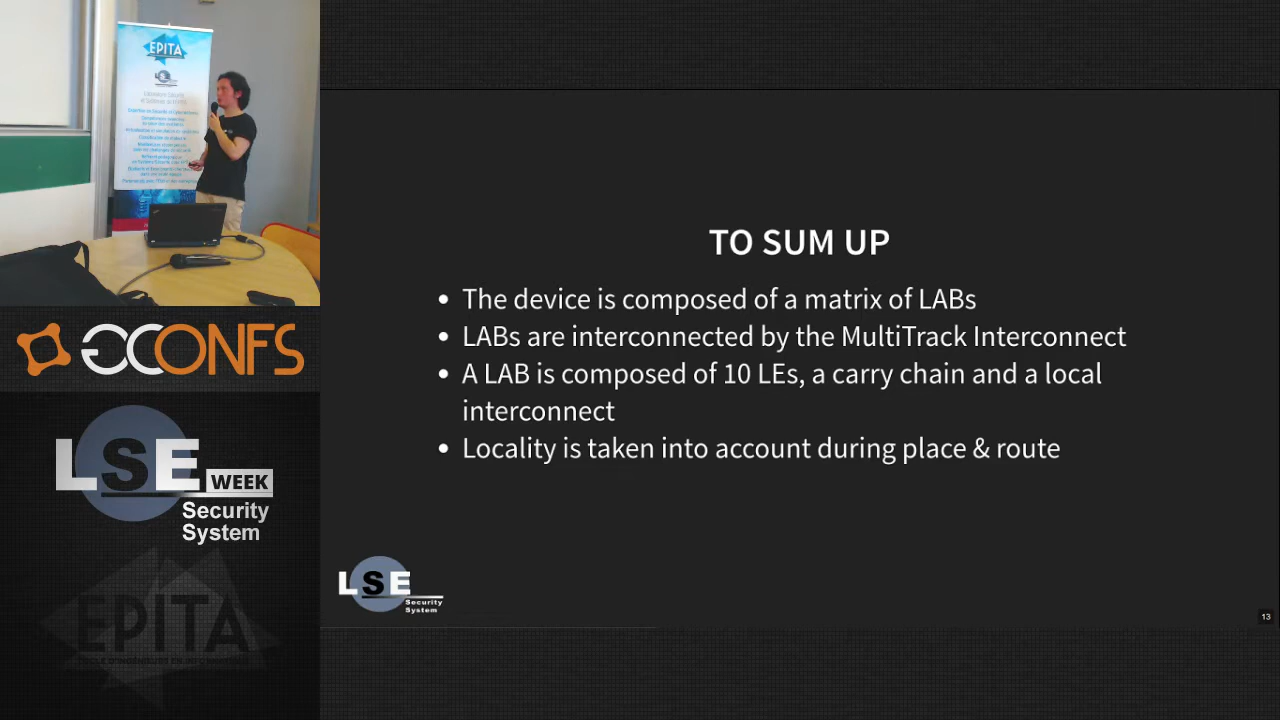 EPITA
TO SUM UP
The device is composed of a matrix of LABs
LABs are interconnected by the MultiTrack Interconnect
A LAB is composed of 10 LEs, a carry chain and a local
interconnect
Locality is taken into account during place & route
GCONFS
LSE WEEK
Security
System
EPITA
LSE
Security
System
13